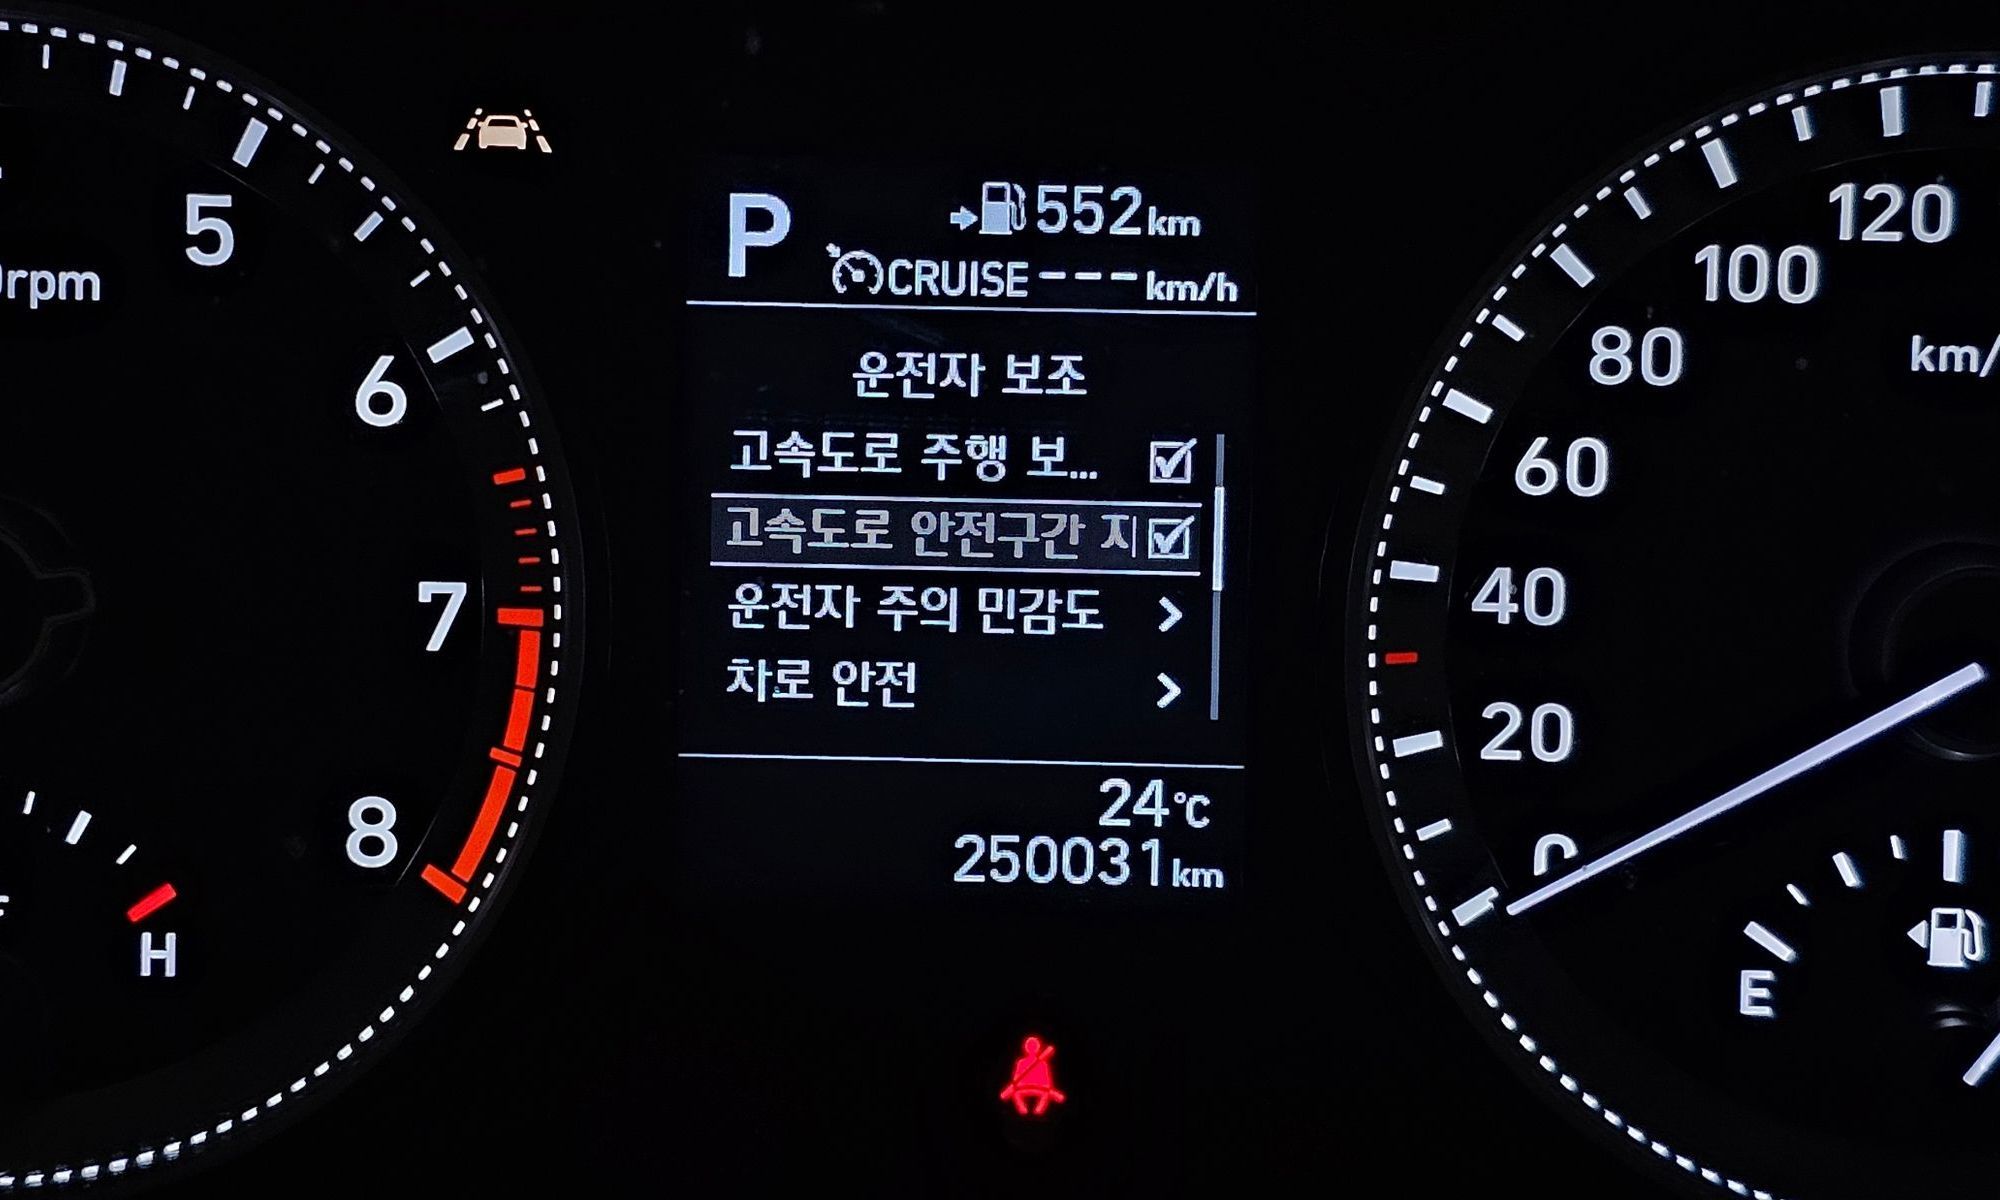 5
0rpm
6
7
8
H
P
552km
CRUISE ---km/h
운전자 보조
고속도로 주행 보...
고속도로 안전구간 지
운전자 주의 민감도
차로 안전
24℃
250031km
120
100
80
km/
60
40
20
0
E